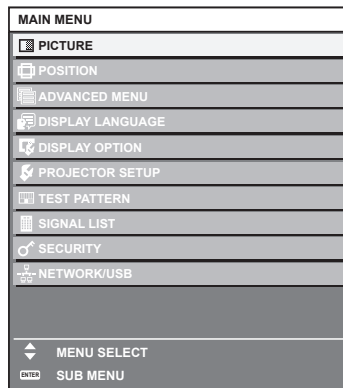 MAIN MENU
PICTURE
POSITION
ADVANCED MENU
DISPLAY LANGUAGE
DISPLAY OPTION
PROJECTOR SETUP
TEST PATTERN
SIGNAL LIST
SECURITY
NETWORK/USB
MENU SELECT
ENTER SUB MENU